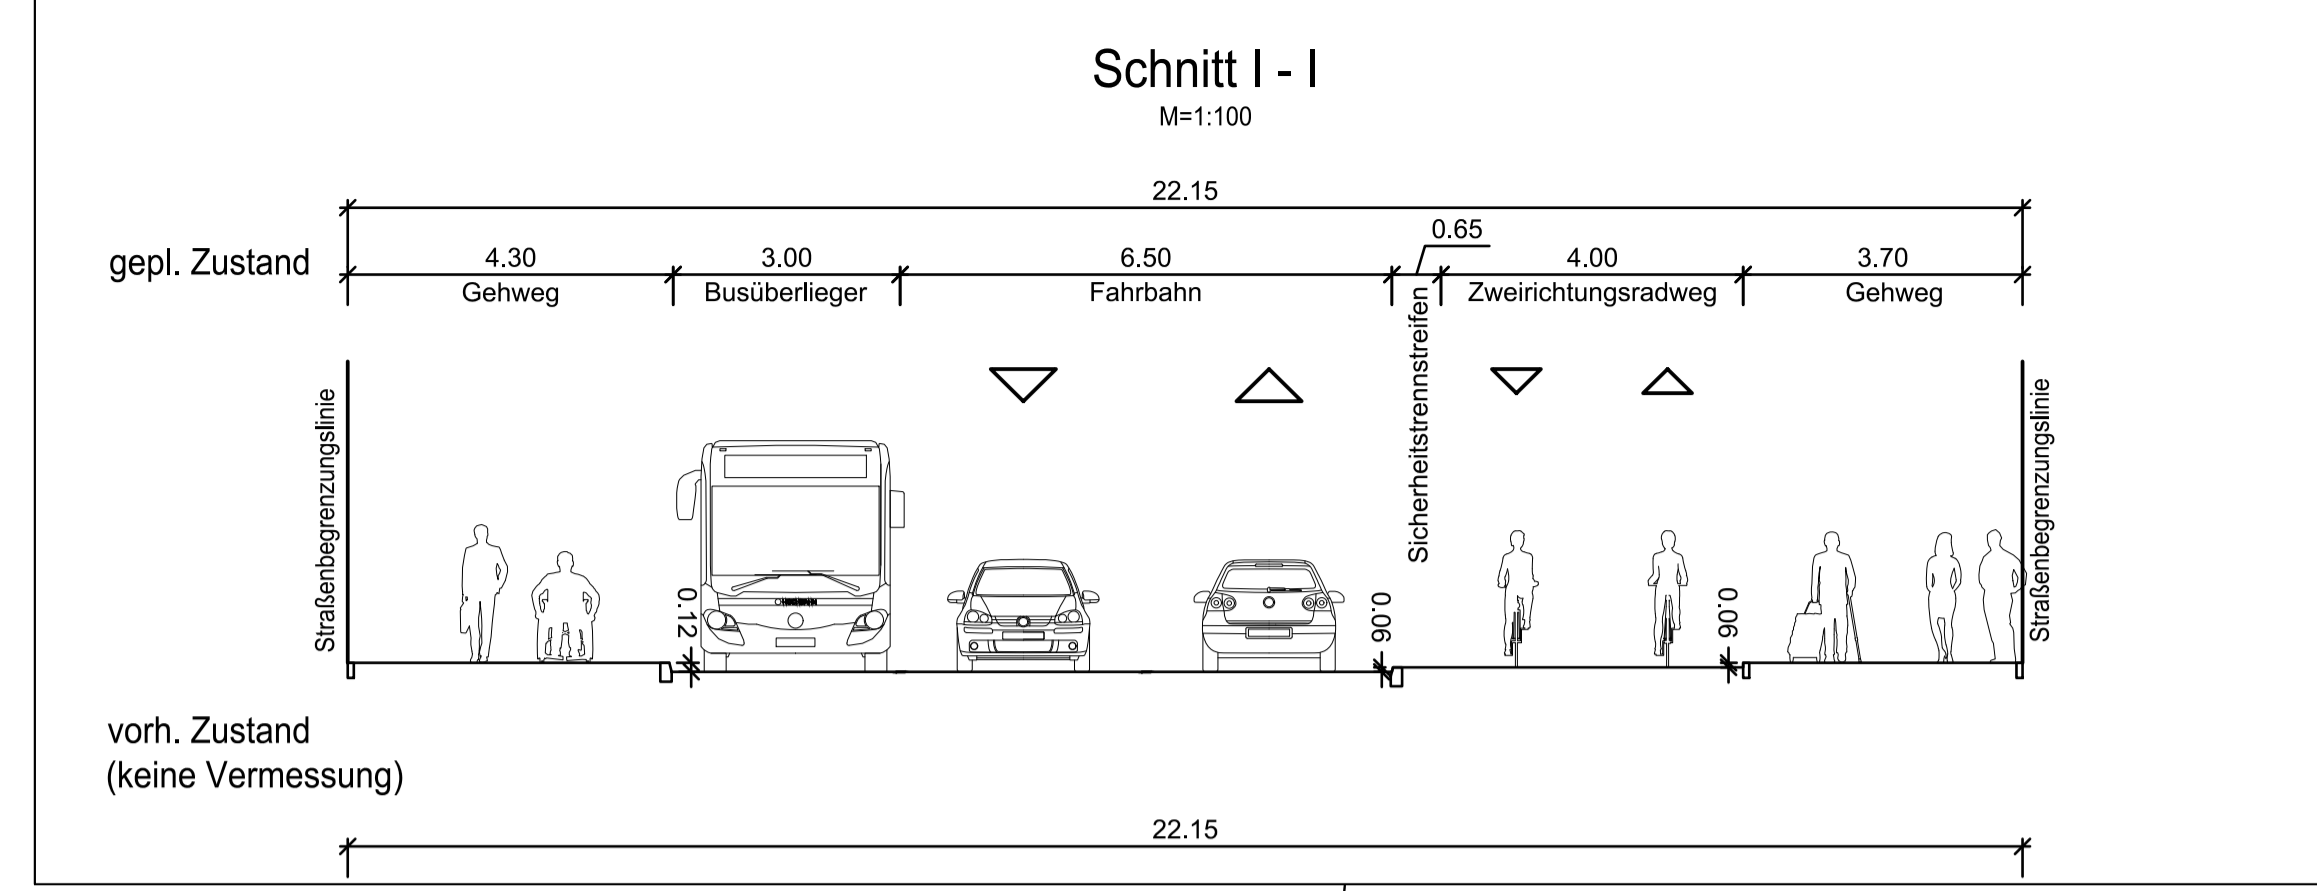 Schnitt I - I
M=1:100
22.15
0.65
gepl. Zustand
4.30
3.00
6.50
4.00
3.70
Gehweg
Busüberlieger
Fahrbahn
Zweirichtungsradweg
Gehweg
Sicherheitstrennstreifen
Straßenbegrenzungslinie
Straßenbegrenzungslinie
0.12
0.06
0.06
vorh. Zustand
(keine Vermessung)
22.15